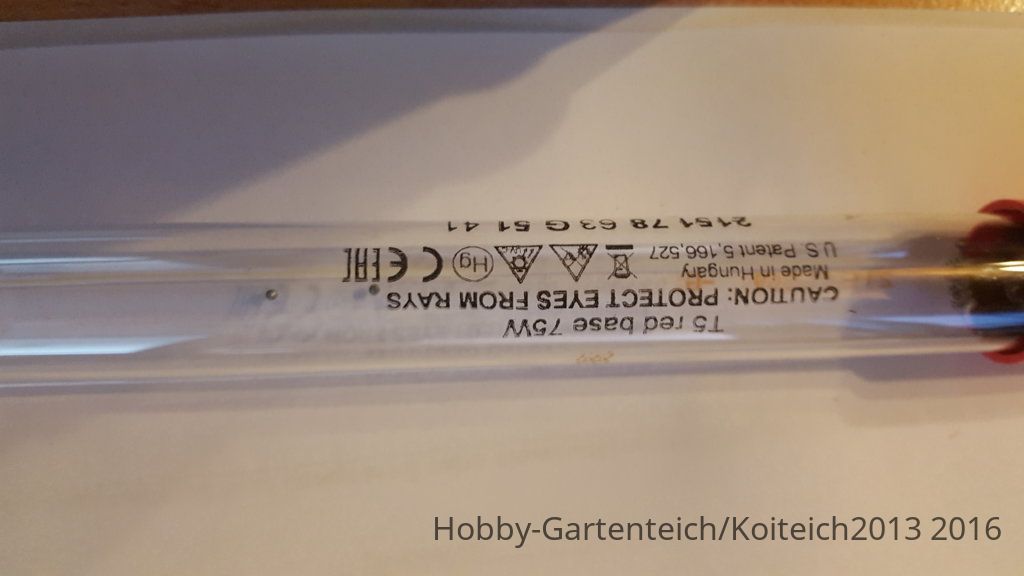 T5 red base 75W
CAUTION: PROTECT EYES FROM RAYS
Made in Hungary
U.S. Patent 5,166,527
Hg CE EAC
2151 78 63 G 51 41
Hobby-Gartenteich/Koiteich2013 2016